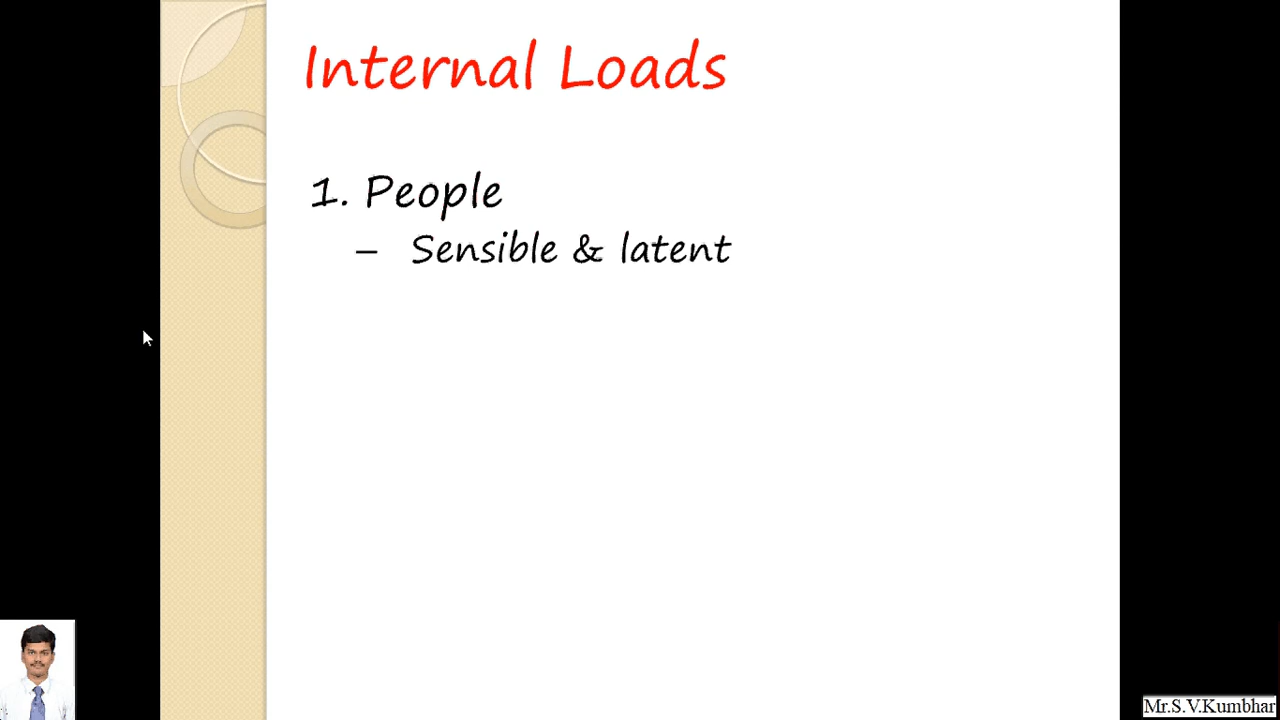 Internal Loads
1. People
– Sensible & latent
Mr.S.V.Kumbhar